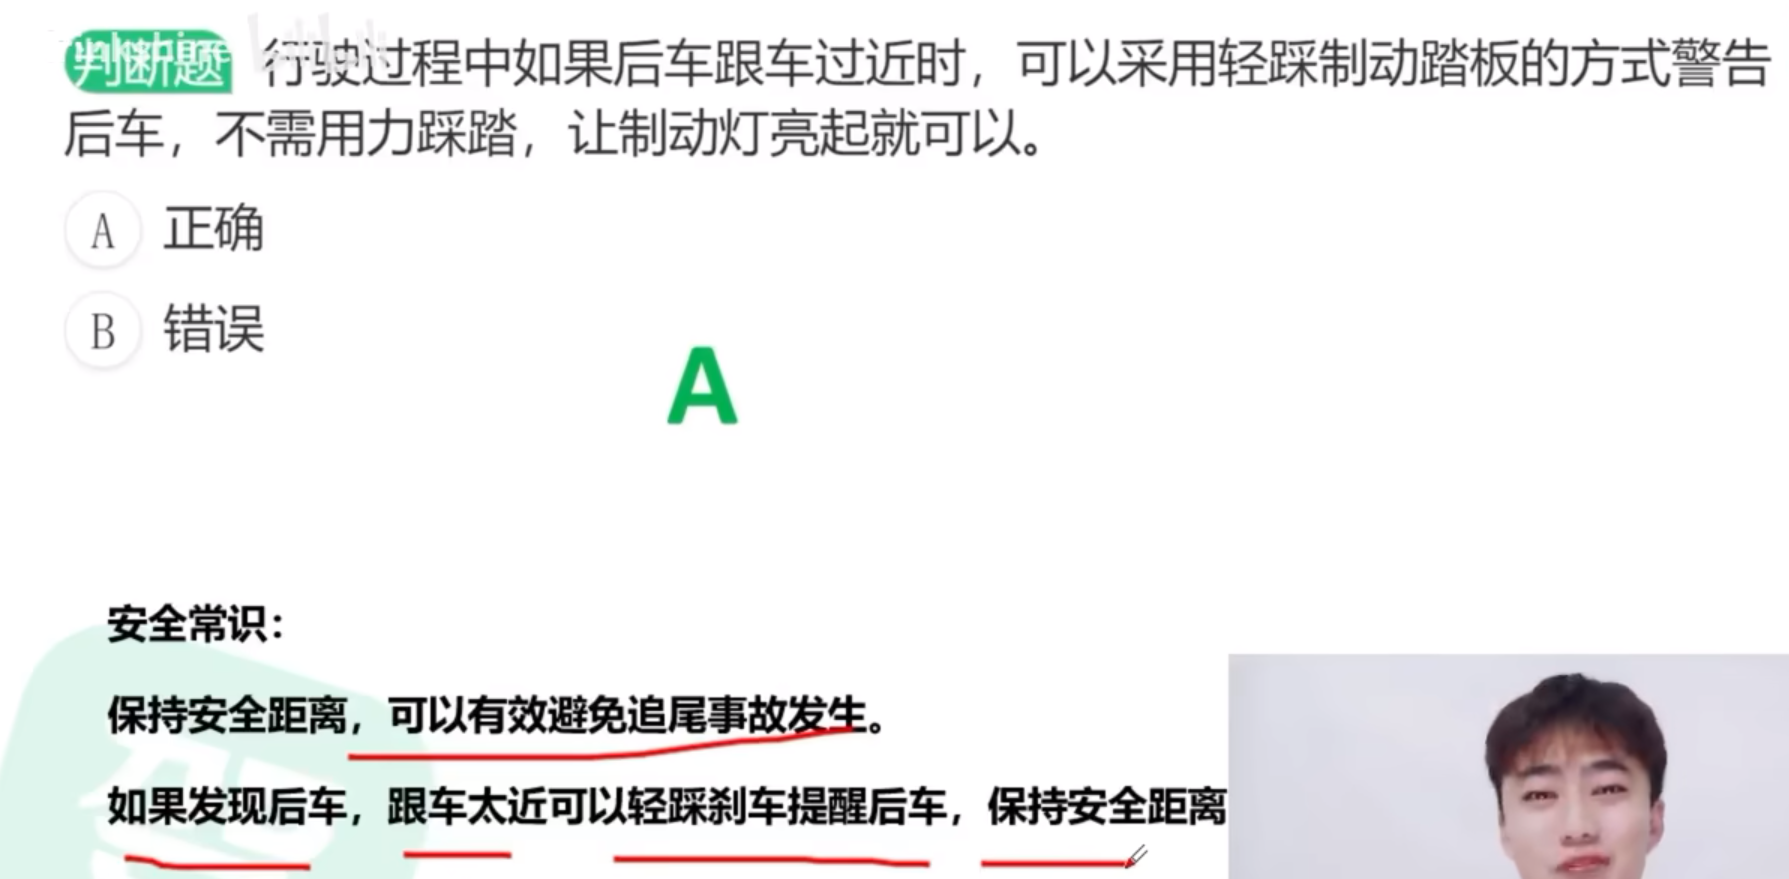 判断题 行驶过程中如果后车跟车过近时，可以采用轻踩制动踏板的方式警告
后车，不需用力踩踏，让制动灯亮起就可以。
A 正确
B 错误
A
安全常识：
保持安全距离，可以有效避免追尾事故发生。
如果发现后车，跟车太近可以轻踩刹车提醒后车，保持安全距离